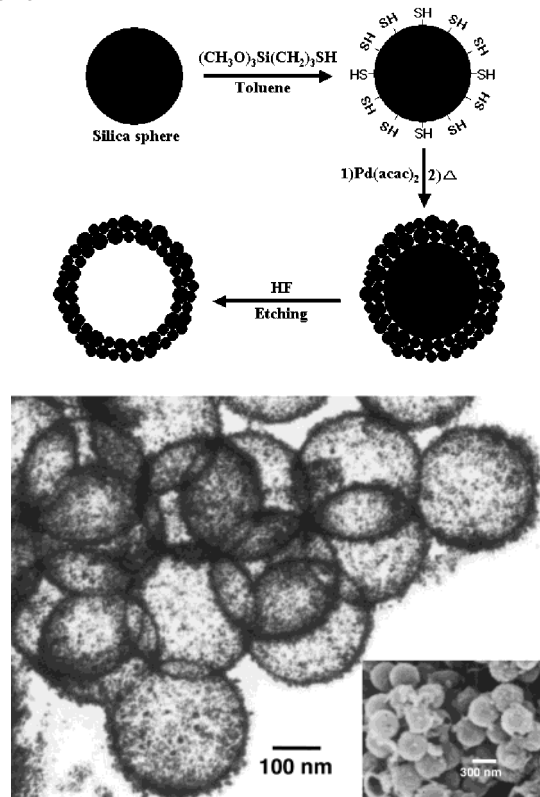 (CH3O)3Si(CH2)3SH
Toluene
Silica sphere
SH
SH
SH
SH
SH
HS
SH
SH
SH
SH
SH
SH
1)Pd(acac)2 2)△
HF
Etching
100 nm
300 nm